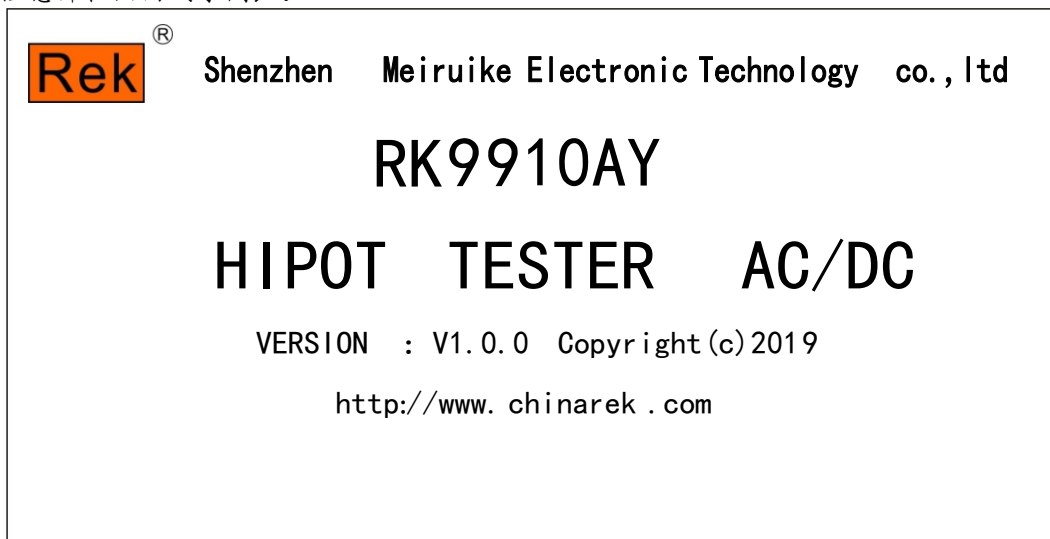 Rek ®
Shenzhen Meiruike Electronic Technology co.,ltd
RK9910AY
HIPOT TESTER AC/DC
VERSION : V1.0.0 Copyright(c)2019
http://www. chinarek .com